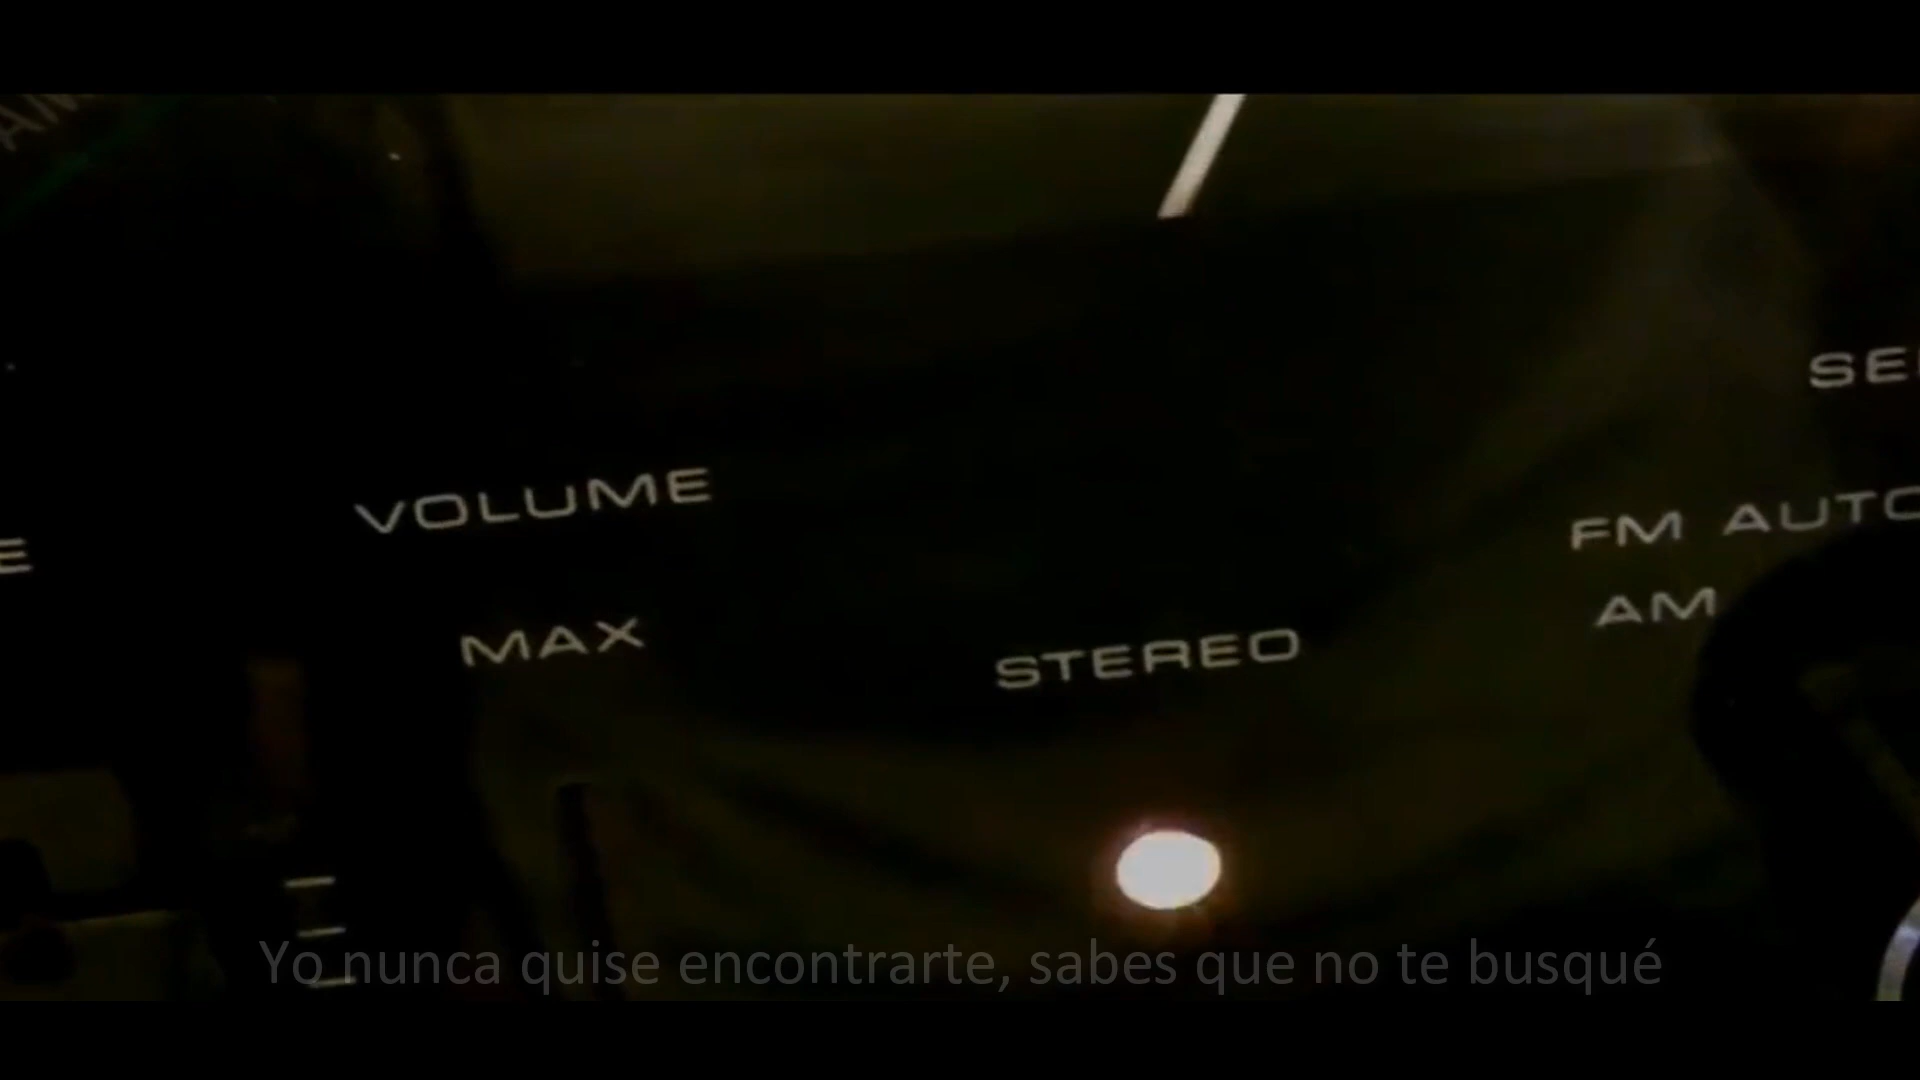 VOLUME
MAX
STEREO
FM AUTO
AM
Yo nunca quise encontrarte, sabes que no te busqué